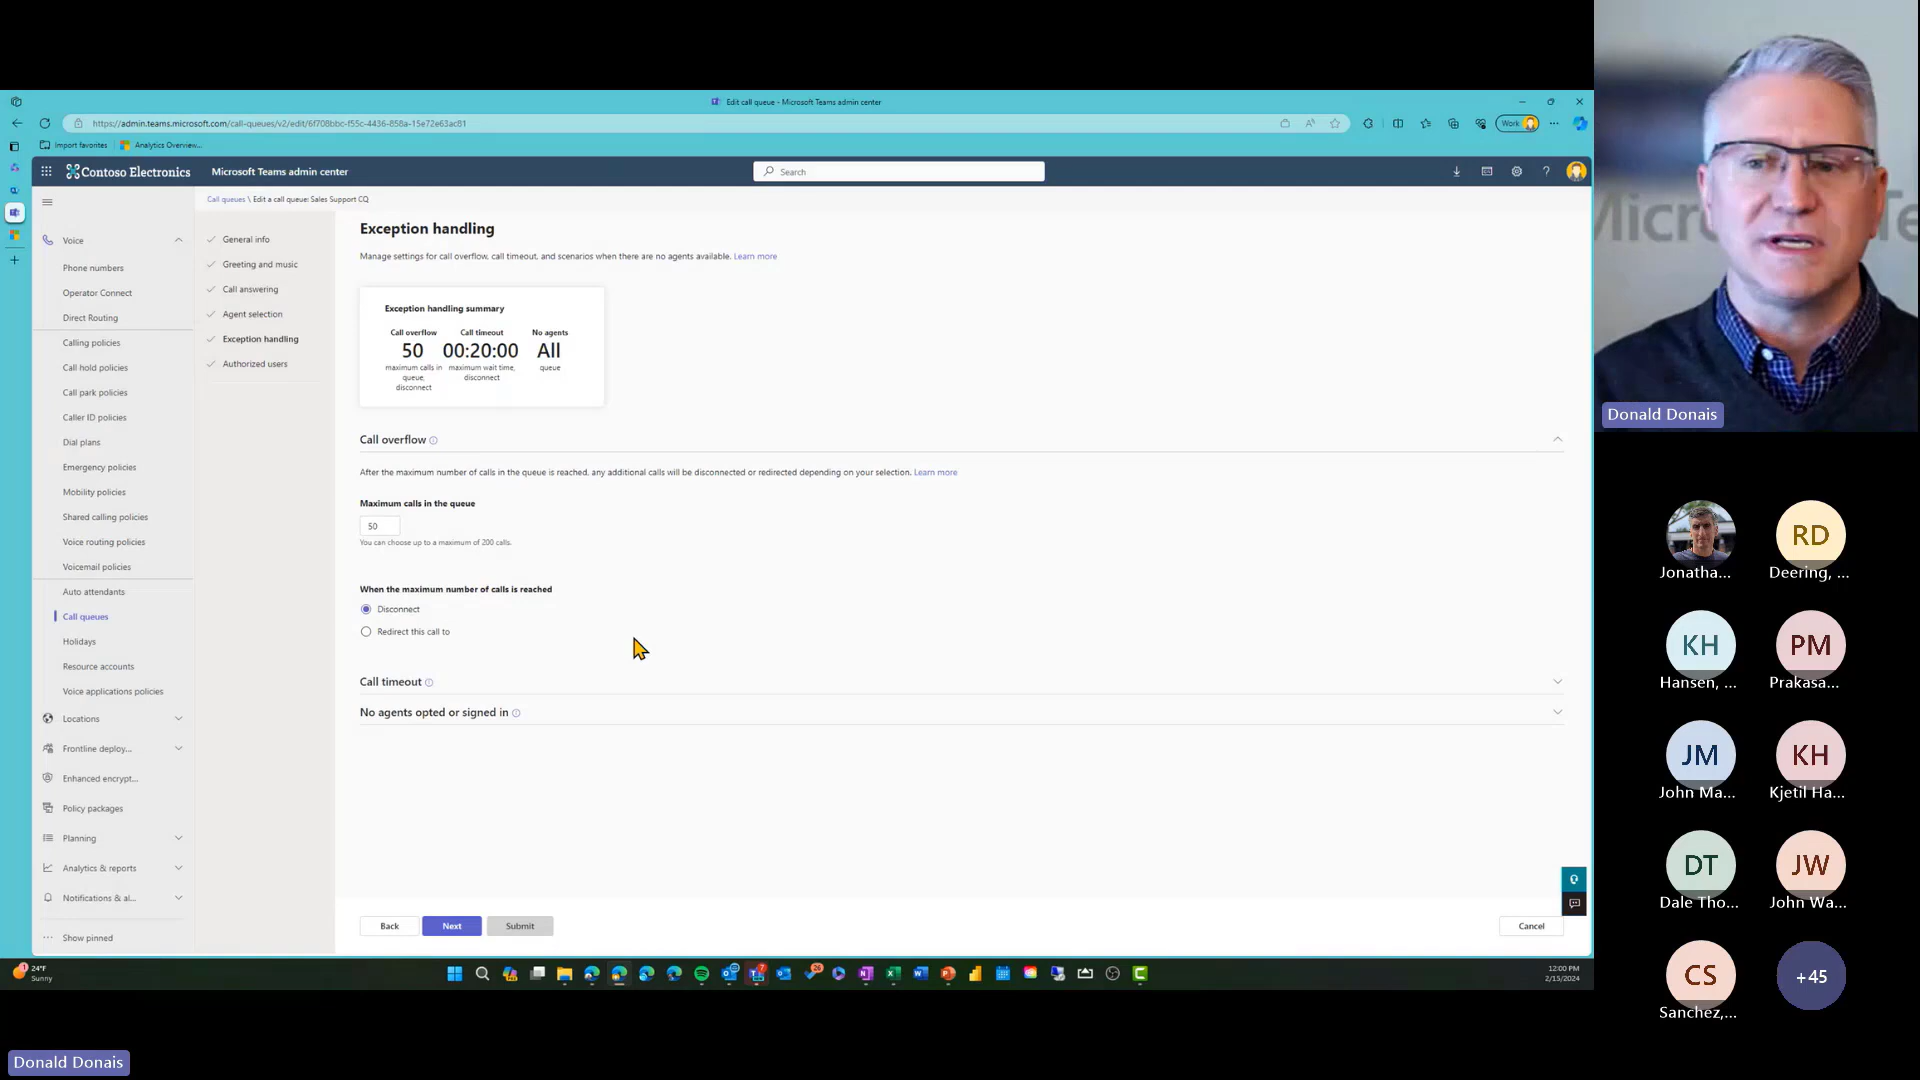 Edit call queue - Microsoft Teams admin center
https://admin.teams.microsoft.com/call-queues/v2/edit/6f708bbc-f55c-4436-858a-15e72e63ac81
Work
Import favorites
Analytics Overview...
Contoso Electronics
Microsoft Teams admin center
Search
?
Call queues \ Edit a call queue: Sales Support CQ
Voice
Phone numbers
Operator Connect
Direct Routing
Calling policies
Call hold policies
Call park policies
Caller ID policies
Dial plans
Emergency policies
Mobility policies
Shared calling policies
Voice routing policies
Voicemail policies
Auto attendants
Call queues
Holidays
Resource accounts
Voice applications policies
Locations
Frontline deploy...
Enhanced encrypt...
Policy packages
Planning
Analytics & reports
Notifications & al...
Show pinned
General info
Greeting and music
Call answering
Agent selection
Exception handling
Authorized users
Exception handling
Manage settings for call overflow, call timeout, and scenarios when there are no agents available. Learn more
Exception handling summary
Call overflow
50
maximum calls in
queue,
disconnect
Call timeout
00:20:00
maximum wait time,
disconnect
No agents
All
queue
Call overflow
After the maximum number of calls in the queue is reached, any additional calls will be disconnected or redirected depending on your selection. Learn more
Maximum calls in the queue
50
You can choose up to a maximum of 200 calls.
When the maximum number of calls is reached
Disconnect
Redirect this call to
Call timeout
No agents opted or signed in
Back
Next
Submit
Cancel
24°F
Sunny
12:00 PM
2/15/2024
Donald Donais
Micr
Te
Donald Donais
Jonatha...
RD
Deering, ...
KH
Hansen, ...
PM
Prakasa...
JM
John Ma...
KH
Kjetil Ha...
DT
Dale Tho...
JW
John Wa...
CS
Sanchez,...
+45